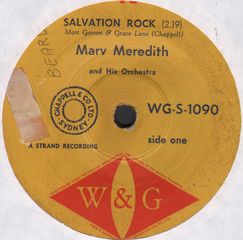 SALVATION ROCK (2.19)
Mort Garson & Grace Lane (Chappell)
Marv Meredith
and His Orchestra
CHAPPELL & CO LTD
SYDNEY
WG-S-1090
A STRAND RECORDING
side one
W & G